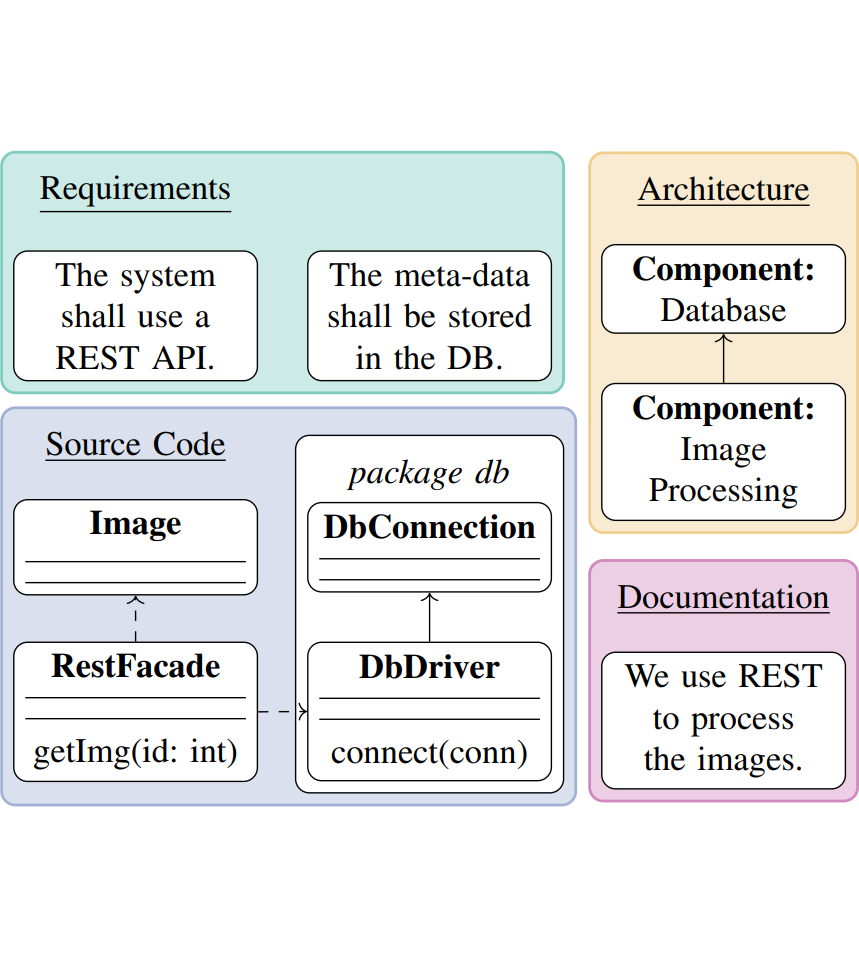 Requirements
The system
shall use a
REST API.
The meta-data
shall be stored
in the DB.
Architecture
Component:
Database
Component:
Image
Processing
Source Code
Image
RestFacade
getImg(id: int)
package db
DbConnection
DbDriver
connect(conn)
Documentation
We use REST
to process
the images.